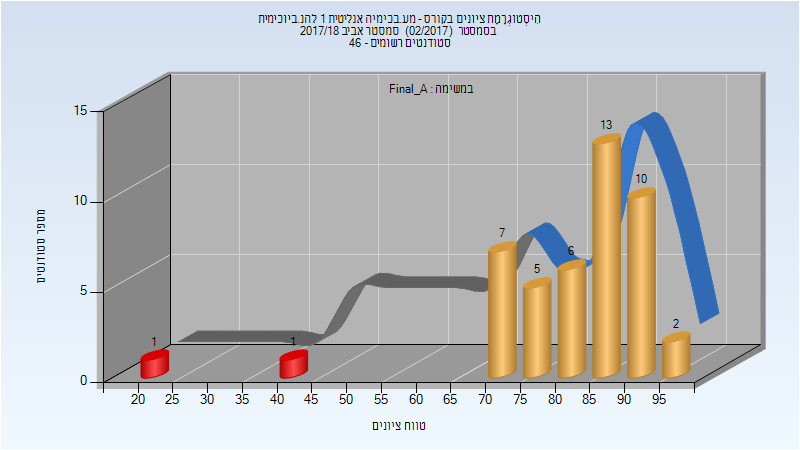 היסטוגרמת ציונים בקורס - מע.בכימיה אנליטית 1 להנ.ביוכימית
בסמסטר (02/2017) סמסטר אביב 2017/18
סטודנטים רשומים - 46
במשימה : Final_A
מספר סטודנטים
15
10
5
0
1
1
7
5
6
13
10
2
20 25 30 35 40 45 50 55 60 65 70 75 80 85 90 95
טווח ציונים